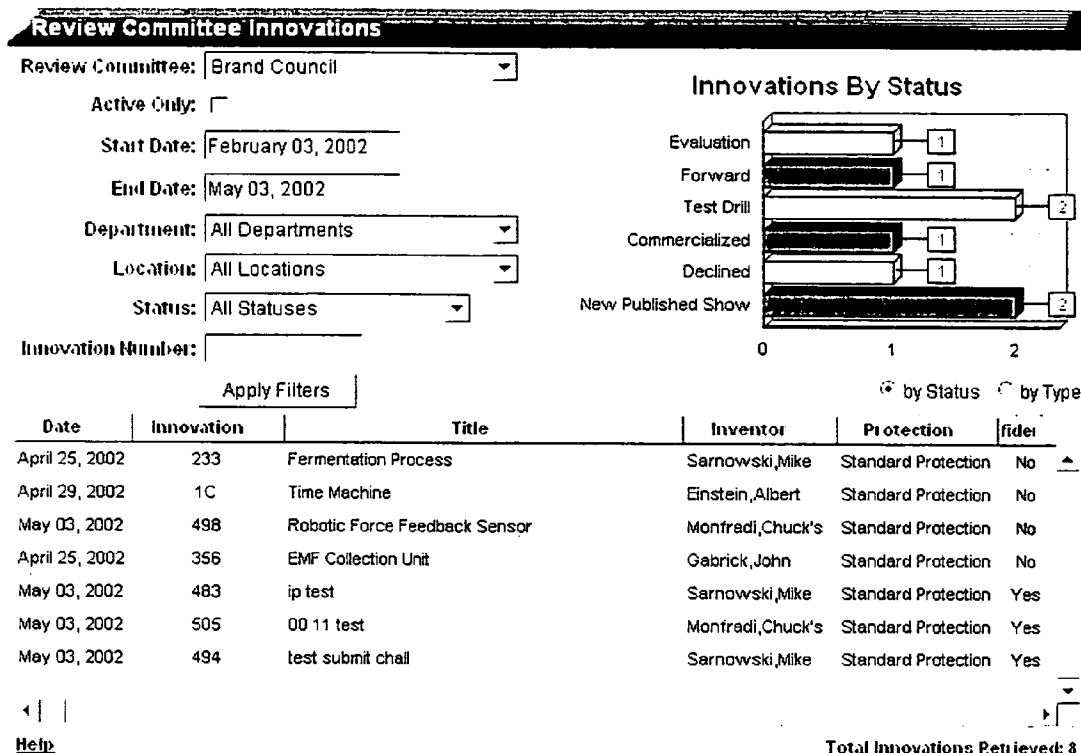 Review Committee Innovations
Review Committee: Brand Council
Active Only:
Start Date: February 03, 2002
End Date: May 03, 2002
Department: All Departments
Location: All Locations
Status: All Statuses
Innovation Number:
Apply Filters
Innovations By Status
Evaluation 1
Forward 1
Test Drill 2
Commercialized 1
Declined 1
New Published Show 2
0 1 2
by Status by Type
Date Innovation Title Inventor Protection fider
April 25, 2002 233 Fermentation Process Sarnowski,Mike Standard Protection No
April 29, 2002 1C Time Machine Einstein,Albert Standard Protection No
May 03, 2002 498 Robotic Force Feedback Sensor Monfradi,Chuck's Standard Protection No
April 25, 2002 356 EMF Collection Unit Gabrick,John Standard Protection No
May 03, 2002 483 ip test Sarnowski,Mike Standard Protection Yes
May 03, 2002 505 00 11 test Monfradi,Chuck's Standard Protection Yes
May 03, 2002 494 test submit chall Sarnowski,Mike Standard Protection Yes
Help
Total Innovations Retrieved: 8